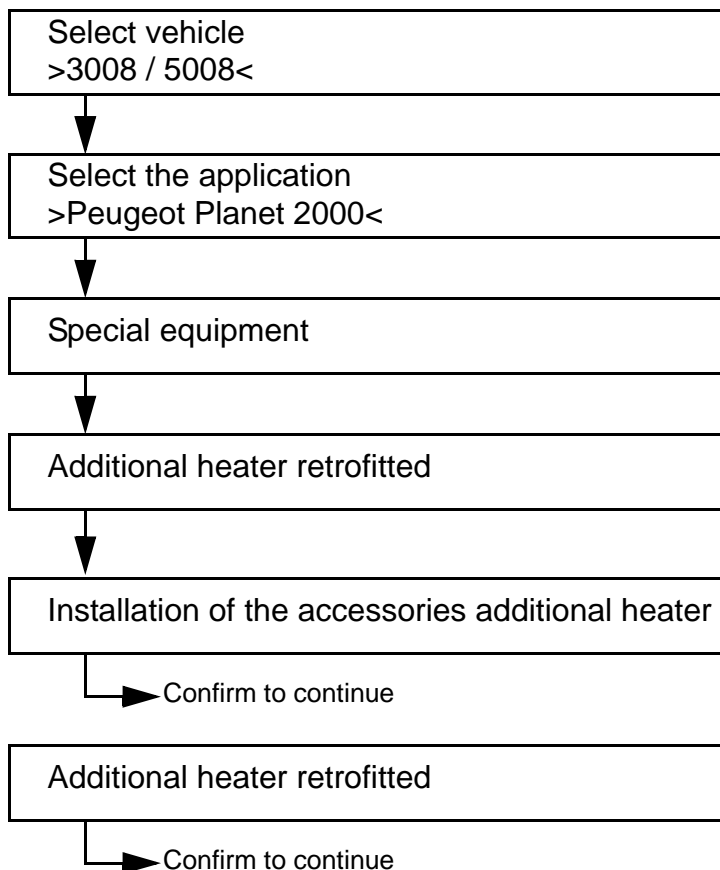 Select vehicle
>3008 / 5008<
Select the application
>Peugeot Planet 2000<
Special equipment
Additional heater retrofitted
Installation of the accessories additional heater
Confirm to continue
Additional heater retrofitted
Confirm to continue